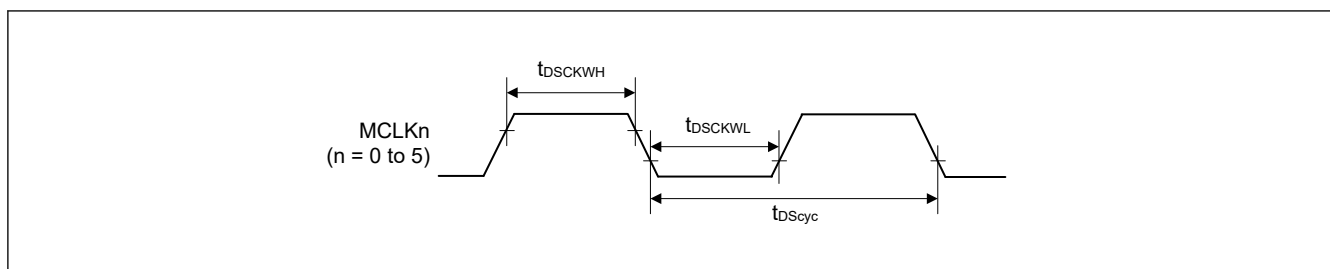 tDSCKWH
MCLKn
(n = 0 to 5)
tDSCKWL
tDScyc